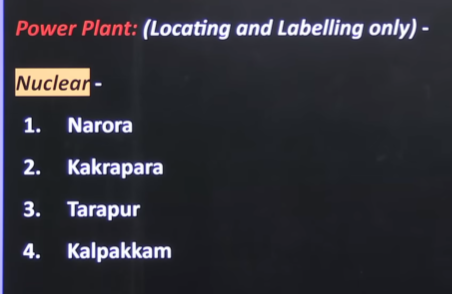 Power Plant: (Locating and Labelling only) -
Nuclear -
1. Narora
2. Kakrapara
3. Tarapur
4. Kalpakkam